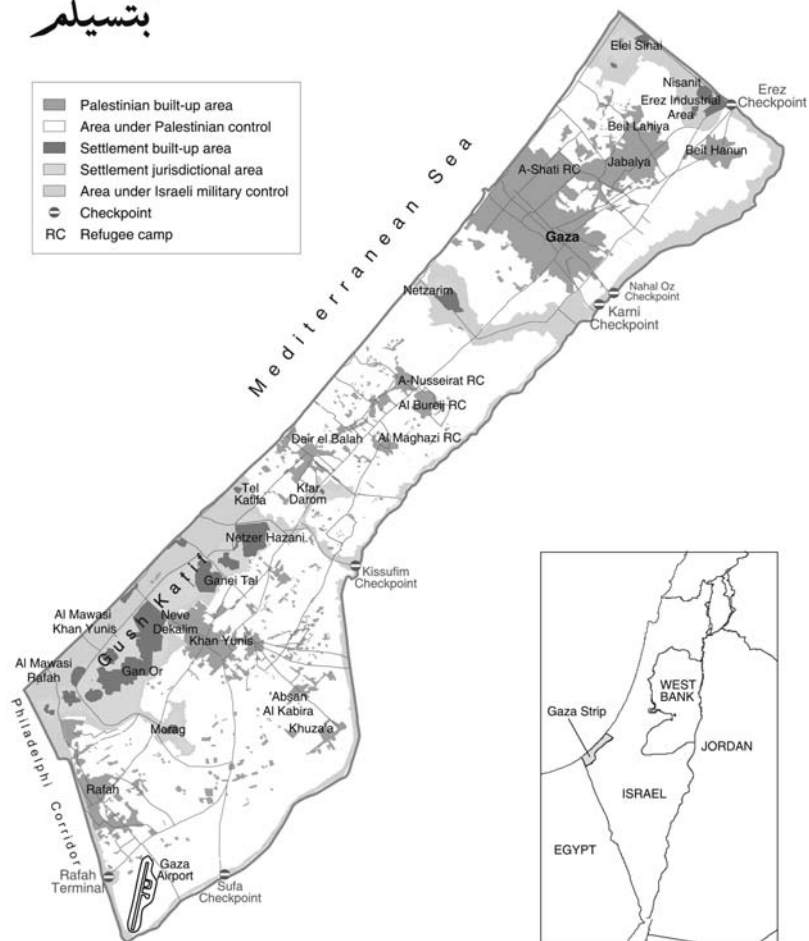 بتسيلم
Palestinian built-up area
Area under Palestinian control
Settlement built-up area
Settlement jurisdictional area
Area under Israeli military control
Checkpoint
RC Refugee camp
Mediterranean Sea
Elei Sinai
Nisanit
Erez
Checkpoint
Erez Industrial
Area
Beit Lahiya
Beit Hanun
A-Shati RC
Jabalya
Gaza
Netzarim
Nahal Oz
Checkpoint
Karni
Checkpoint
A-Nusseirat RC
Al Bureij RC
Deir el Balah
Al Maghazi RC
Tel
Katifa
Kfar
Darom
Netzer Hazani
Kissufim
Checkpoint
Ganei Tal
Gush Katif
Al Mawasi
Khan Yunis
Neve
Dekalim
Khan Yunis
Al Mawasi
Rafah
Gan Or
'Absan
Al Kabira
Khuza'a
Morag
Philadelphi Corridor
Rafah
Gaza
Airport
Rafah
Terminal
Sufa
Checkpoint
WEST
BANK
Gaza Strip
JORDAN
ISRAEL
EGYPT